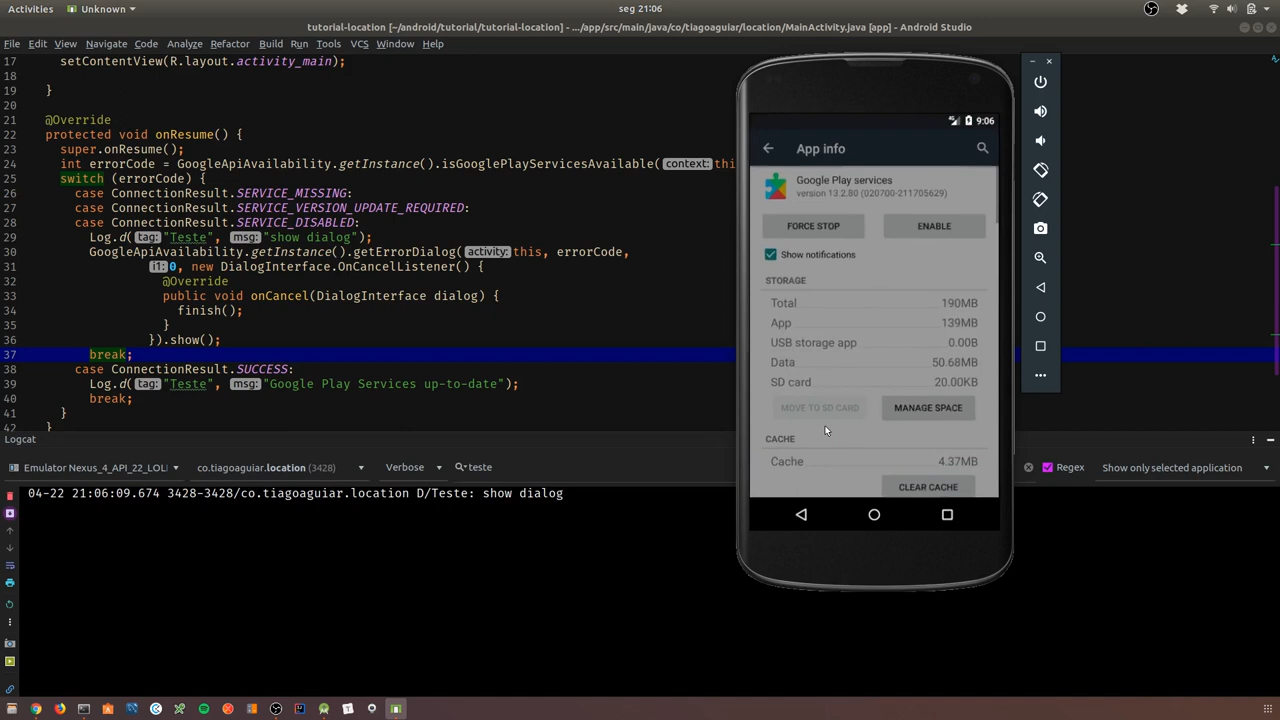 Activities
Unknown
seg 21:06
tutorial-location [~/android/tutorial/tutorial-location] - .../app/src/main/java/co/tiagoaguiar/location/MainActivity.java [app] - Android Studio
File Edit View Navigate Code Analyze Refactor Build Run Tools VCS Window Help
17 setContentView(R.layout.activity_main);
18
19 }
20
21 @Override
22 protected void onResume() {
23 super.onResume();
24 int errorCode = GoogleApiAvailability.getInstance().isGooglePlayServicesAvailable( context: thi
25 switch (errorCode) {
26 case ConnectionResult.SERVICE_MISSING:
27 case ConnectionResult.SERVICE_VERSION_UPDATE_REQUIRED:
28 case ConnectionResult.SERVICE_DISABLED:
29 Log.d( tag: "Teste", msg: "show dialog");
30 GoogleApiAvailability.getInstance().getErrorDialog( activity: this, errorCode,
31 i1: 0, new DialogInterface.OnCancelListener() {
32 @Override
33 public void onCancel(DialogInterface dialog) {
34 finish();
35 }
36 }).show();
37 break;
38 case ConnectionResult.SUCCESS:
39 Log.d( tag: "Teste", msg: "Google Play Services up-to-date");
40 break;
41 }
42 }
Logcat
Emulator Nexus_4_API_22_LOLI
co.tiagoaguiar.location (3428)
Verbose
teste
Regex
Show only selected application
04-22 21:06:09.674 3428-3428/co.tiagoaguiar.location D/Teste: show dialog
9:06
App info
Google Play services
version 13.2.80 (020700-211705629)
FORCE STOP
ENABLE
Show notifications
STORAGE
Total 190MB
App 139MB
USB storage app 0.00B
Data 50.68MB
SD card 20.00KB
MOVE TO SD CARD
MANAGE SPACE
CACHE
Cache 4.37MB
CLEAR CACHE